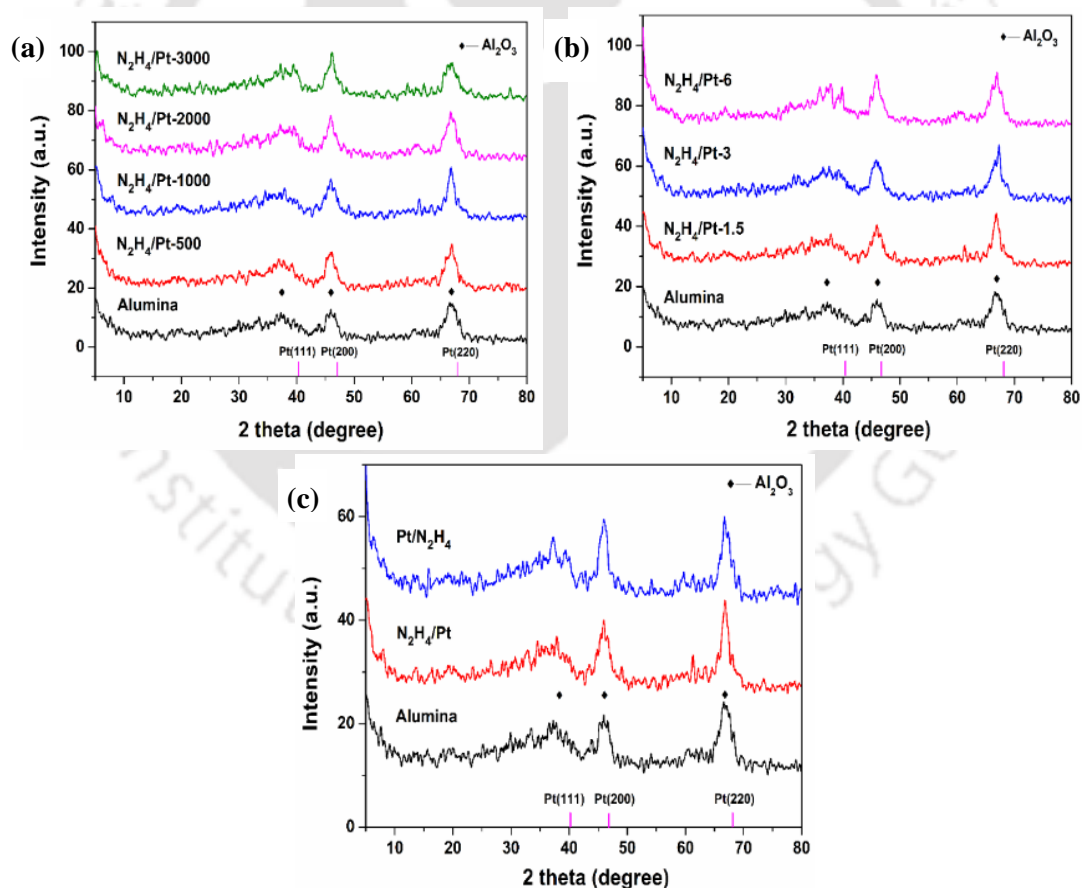 (a)
◆— Al₂O₃
N₂H₄/Pt-3000
N₂H₄/Pt-2000
N₂H₄/Pt-1000
N₂H₄/Pt-500
Alumina
Pt(111) Pt(200) Pt(220)
100
80
60
40
20
0
Intensity (a.u.)
10 20 30 40 50 60 70 80
2 theta (degree)
(b)
◆— Al₂O₃
N₂H₄/Pt-6
N₂H₄/Pt-3
N₂H₄/Pt-1.5
Alumina
Pt(111) Pt(200) Pt(220)
100
80
60
40
20
0
Intensity (a.u.)
10 20 30 40 50 60 70 80
2 theta (degree)
(c)
◆— Al₂O₃
Pt/N₂H₄
N₂H₄/Pt
Alumina
Pt(111) Pt(200) Pt(220)
60
40
20
0
Intensity (a.u.)
10 20 30 40 50 60 70 80
2 theta (degree)